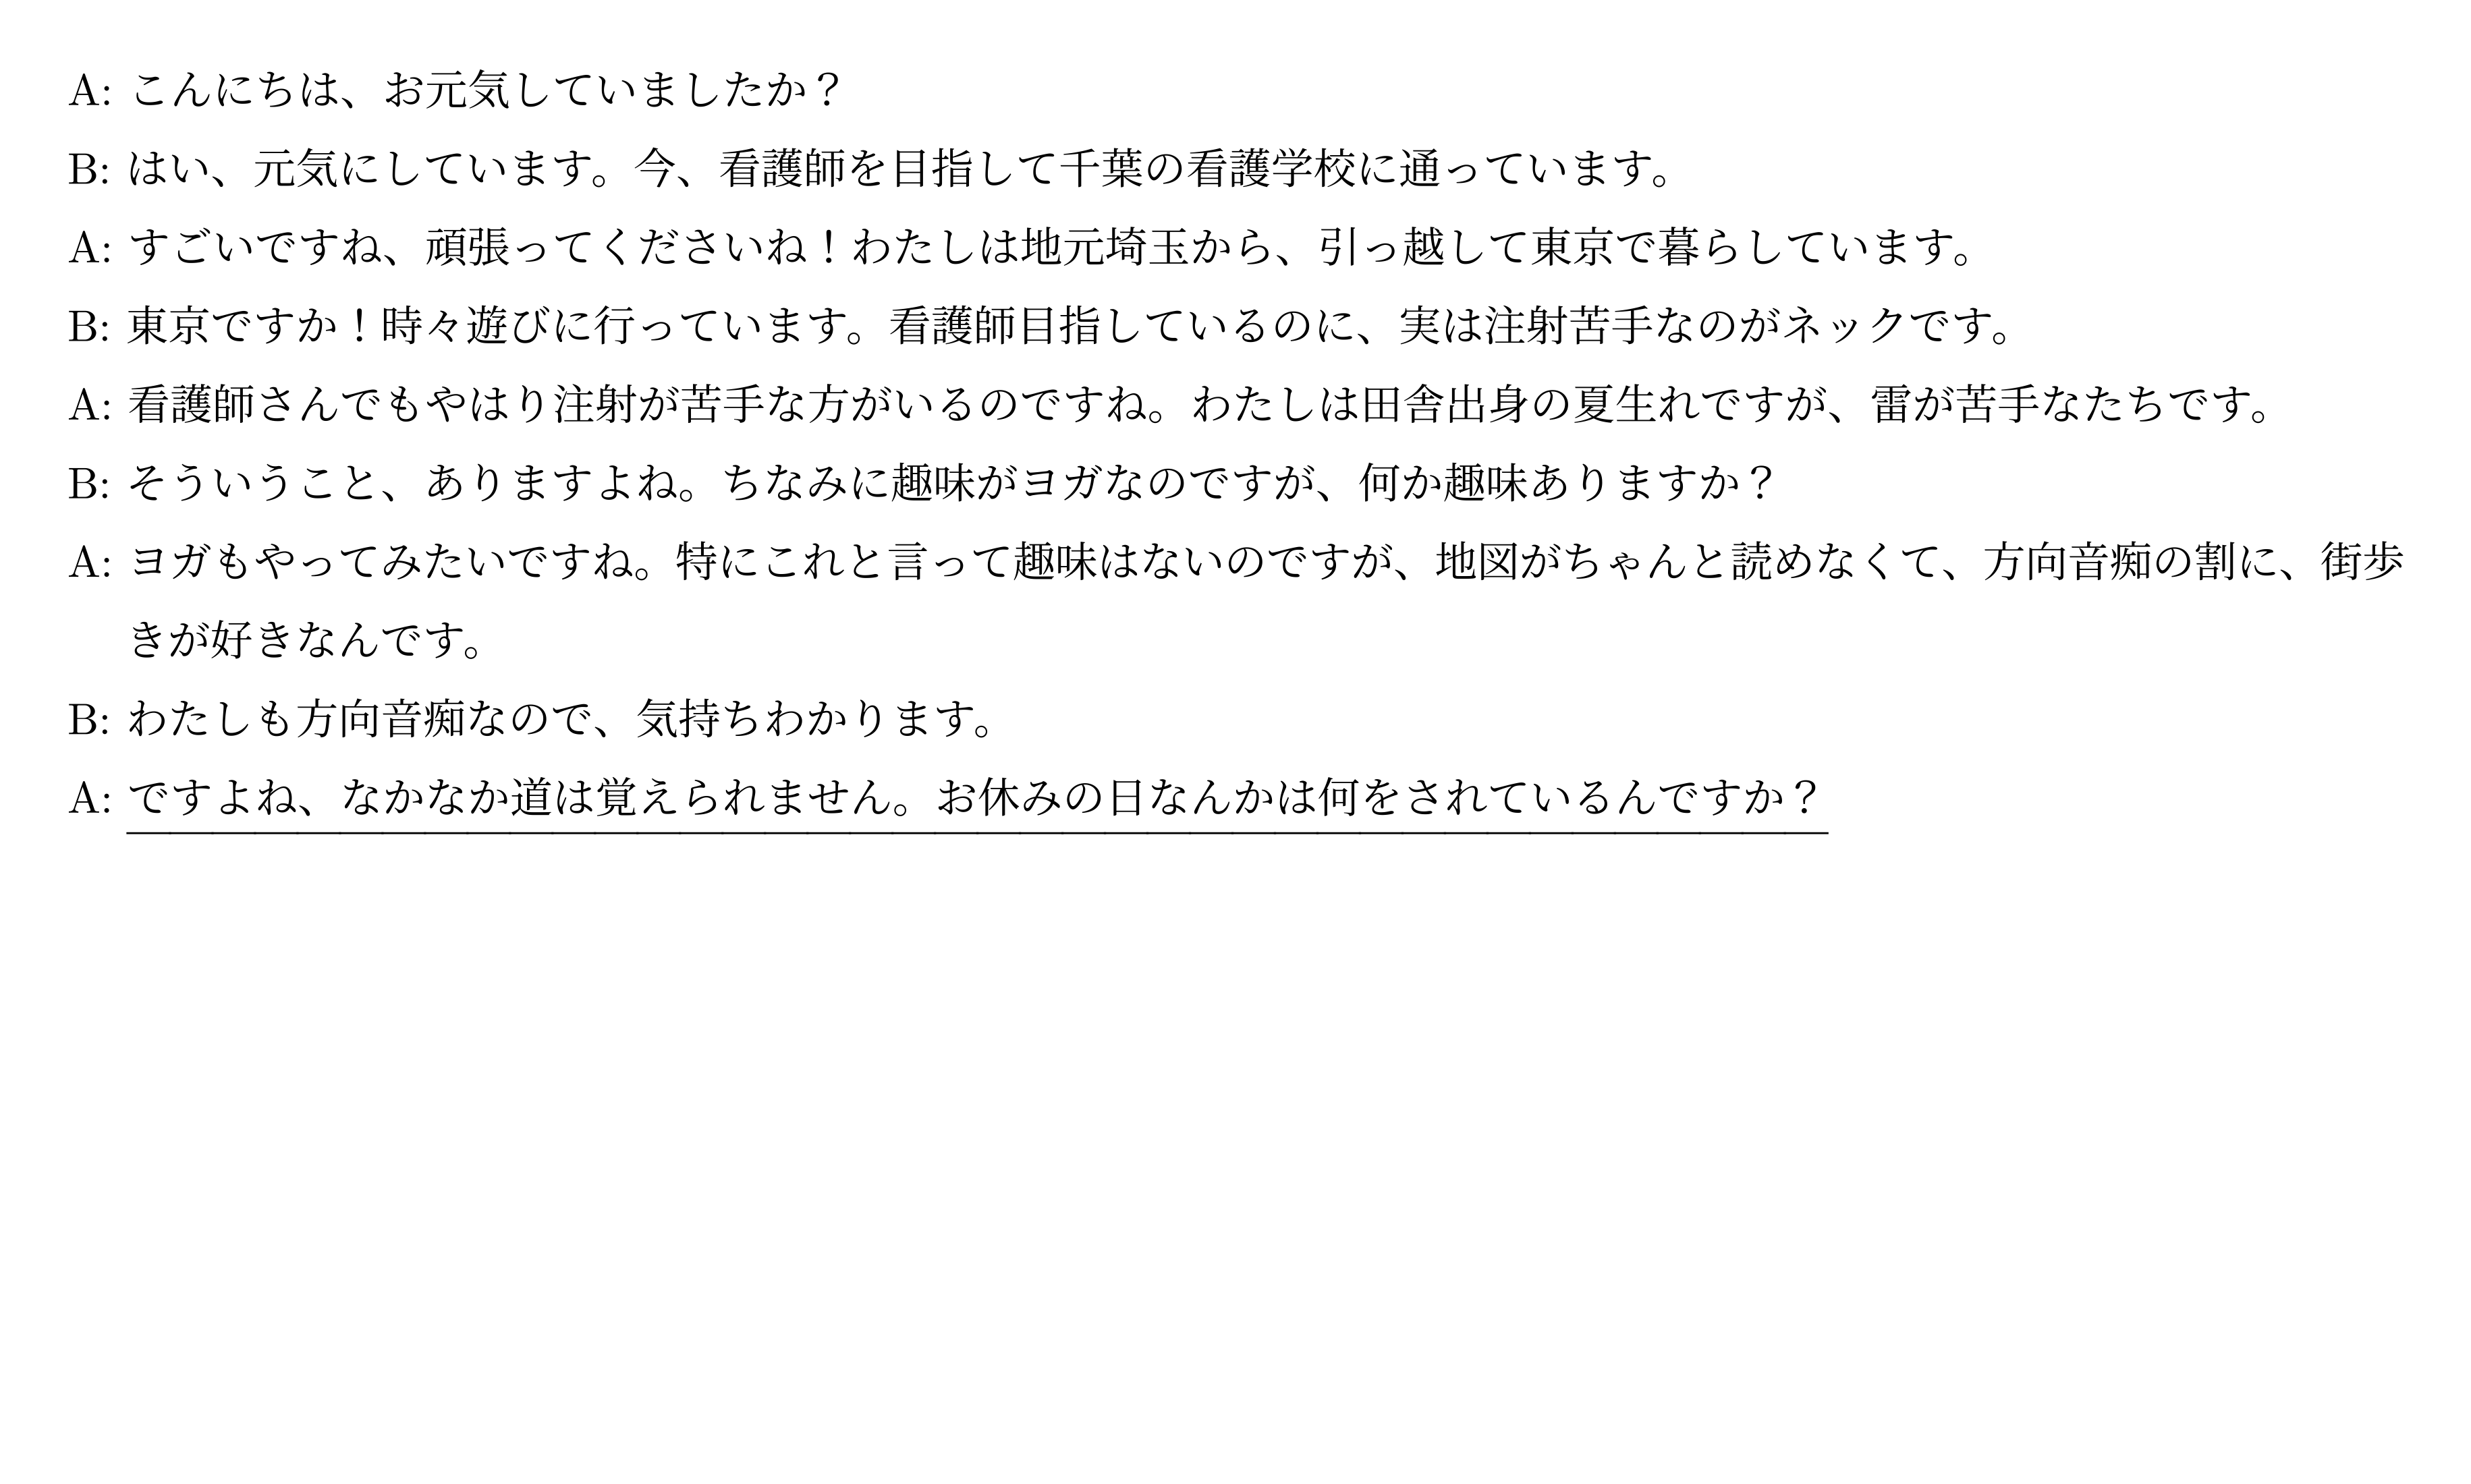 A: こんにちは、お元気していましたか？
B: はい、元気にしています。今、看護師を目指して千葉の看護学校に通っています。
A: すごいですね、頑張ってくださいね！わたしは地元埼玉から、引っ越して東京で暮らしています。
B: 東京ですか！時々遊びに行っています。看護師目指しているのに、実は注射苦手なのがネックです。
A: 看護師さんでもやはり注射が苦手な方がいるのですね。わたしは田舎出身の夏生れですが、雷が苦手なたちです。
B: そういうこと、ありますよね。ちなみに趣味がヨガなのですが、何か趣味ありますか？
A: ヨガもやってみたいですね。特にこれと言って趣味はないのですが、地図がちゃんと読めなくて、方向音痴の割に、街歩
きが好きなんです。
B: わたしも方向音痴なので、気持ちわかります。
A: ですよね、なかなか道は覚えられません。お休みの日なんかは何をされているんですか？